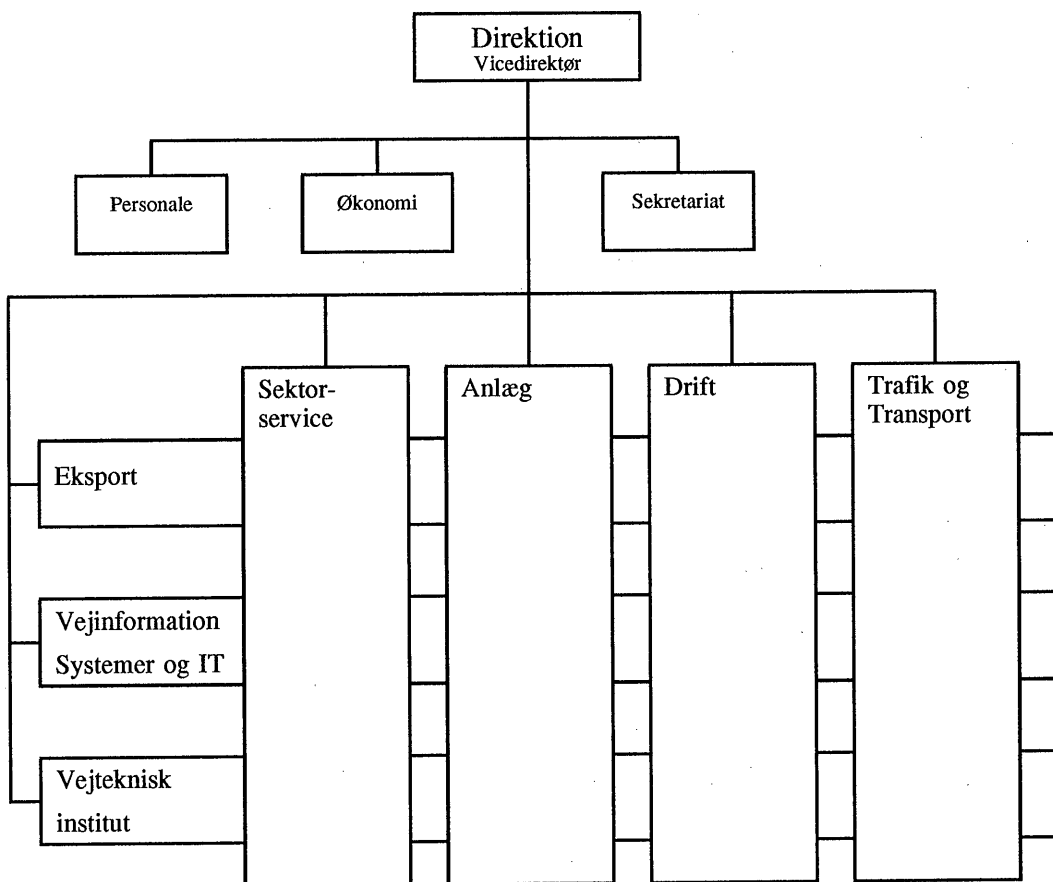 Direktion
Vicedirektør
Personale
Økonomi
Sekretariat
Sektor-
service
Anlæg
Drift
Trafik og
Transport
Eksport
Vejinformation
Systemer og IT
Vejteknisk
institut